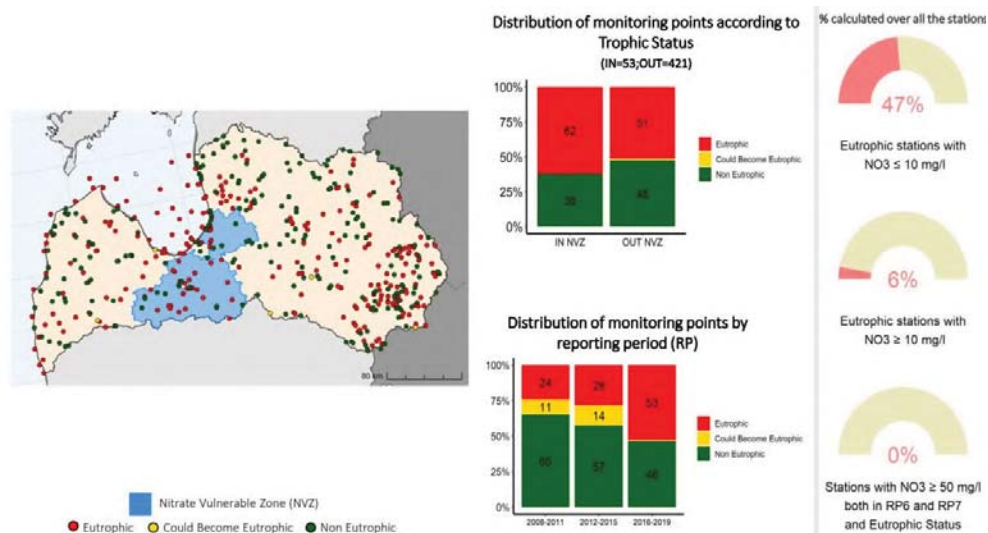 Distribution of monitoring points according to
Trophic Status
(IN=53;OUT=421)
100%
75%
50%
25%
0%
62
38
51
48
IN NVZ
OUT NVZ
Eutrophic
Could Become Eutrophic
Non Eutrophic
% calculated over all the stations
47%
Eutrophic stations with
NO3 ≤ 10 mg/l
6%
Eutrophic stations with
NO3 ≥ 10 mg/l
0%
Stations with NO3 ≥ 50 mg/l
both in RP6 and RP7
and Eutrophic Status
80 km
Nitrate Vulnerable Zone (NVZ)
Eutrophic Could Become Eutrophic Non Eutrophic
Distribution of monitoring points by
reporting period (RP)
100%
75%
50%
25%
0%
24
11
65
28
14
57
53
46
2008-2011
2012-2015
2016-2019
Eutrophic
Could Become Eutrophic
Non Eutrophic